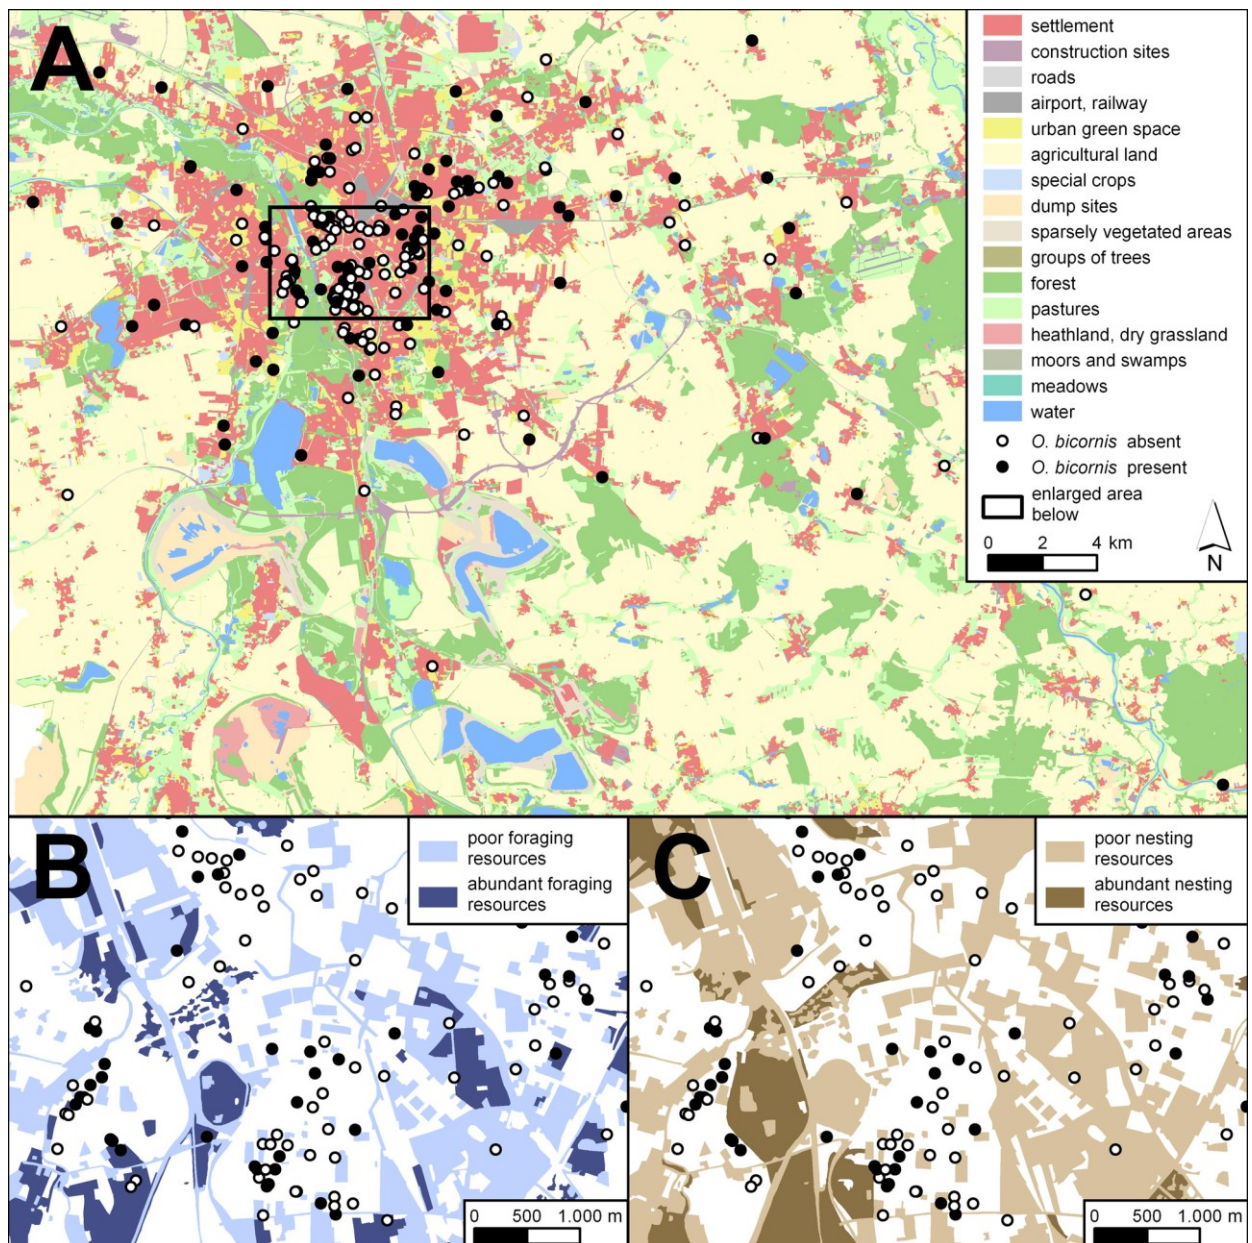 A
settlement
construction sites
roads
airport, railway
urban green space
agricultural land
special crops
dump sites
sparsely vegetated areas
groups of trees
forest
pastures
heathland, dry grassland
moors and swamps
meadows
water
O. bicornis absent
O. bicornis present
enlarged area
below
0 2 4 km
N
B
poor foraging
resources
abundant foraging
resources
0 500 1.000 m
C
poor nesting
resources
abundant nesting
resources
0 500 1.000 m